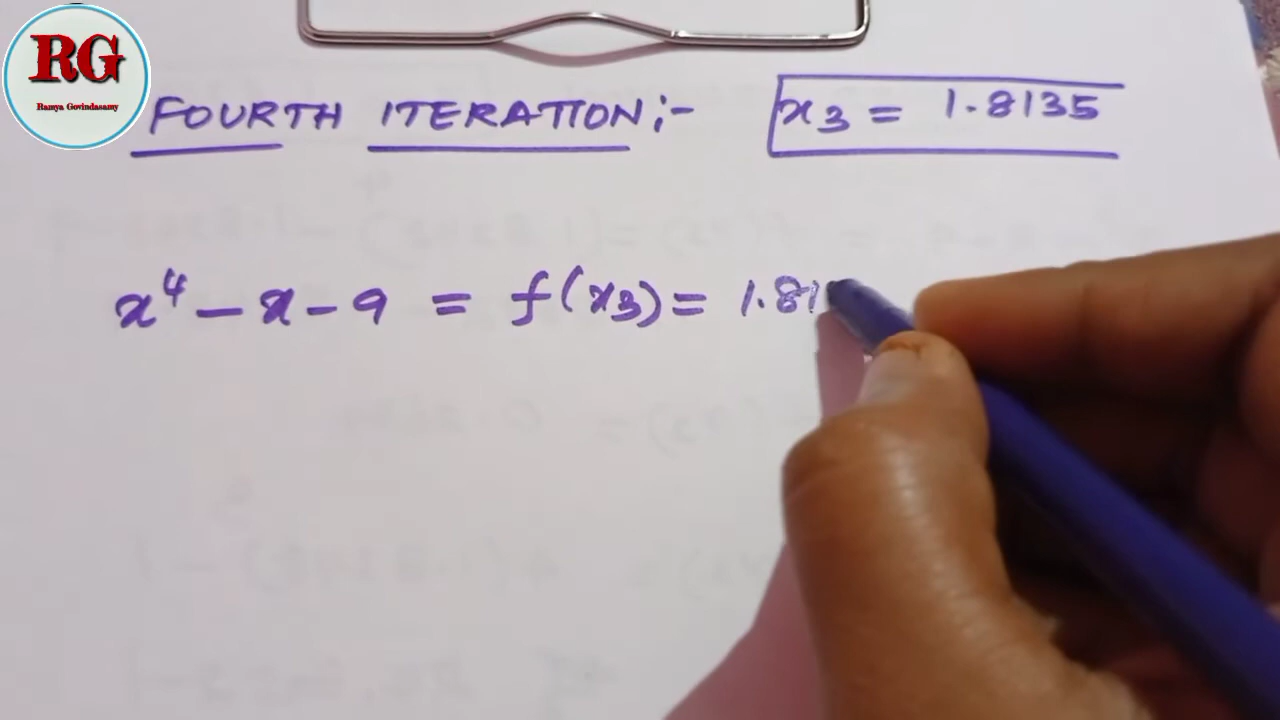 RG
Ramya Govindasamy
FOURTH ITERATION:- x₃ = 1.8135
x⁴ - x - 9 = f(x₃) = 1.81